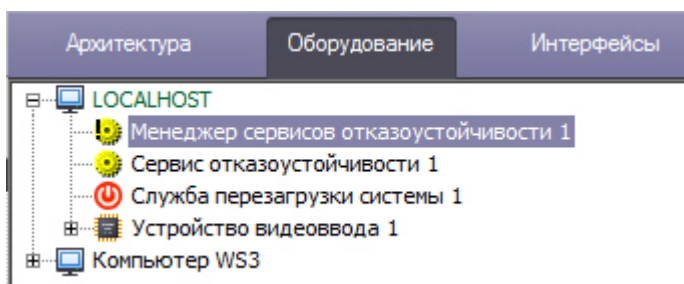 Архитектура Оборудование Интерфейсы
LOCALHOST
Менеджер сервисов отказоустойчивости 1
Сервис отказоустойчивости 1
Служба перезагрузки системы 1
Устройство видеоввода 1
Компьютер WS3